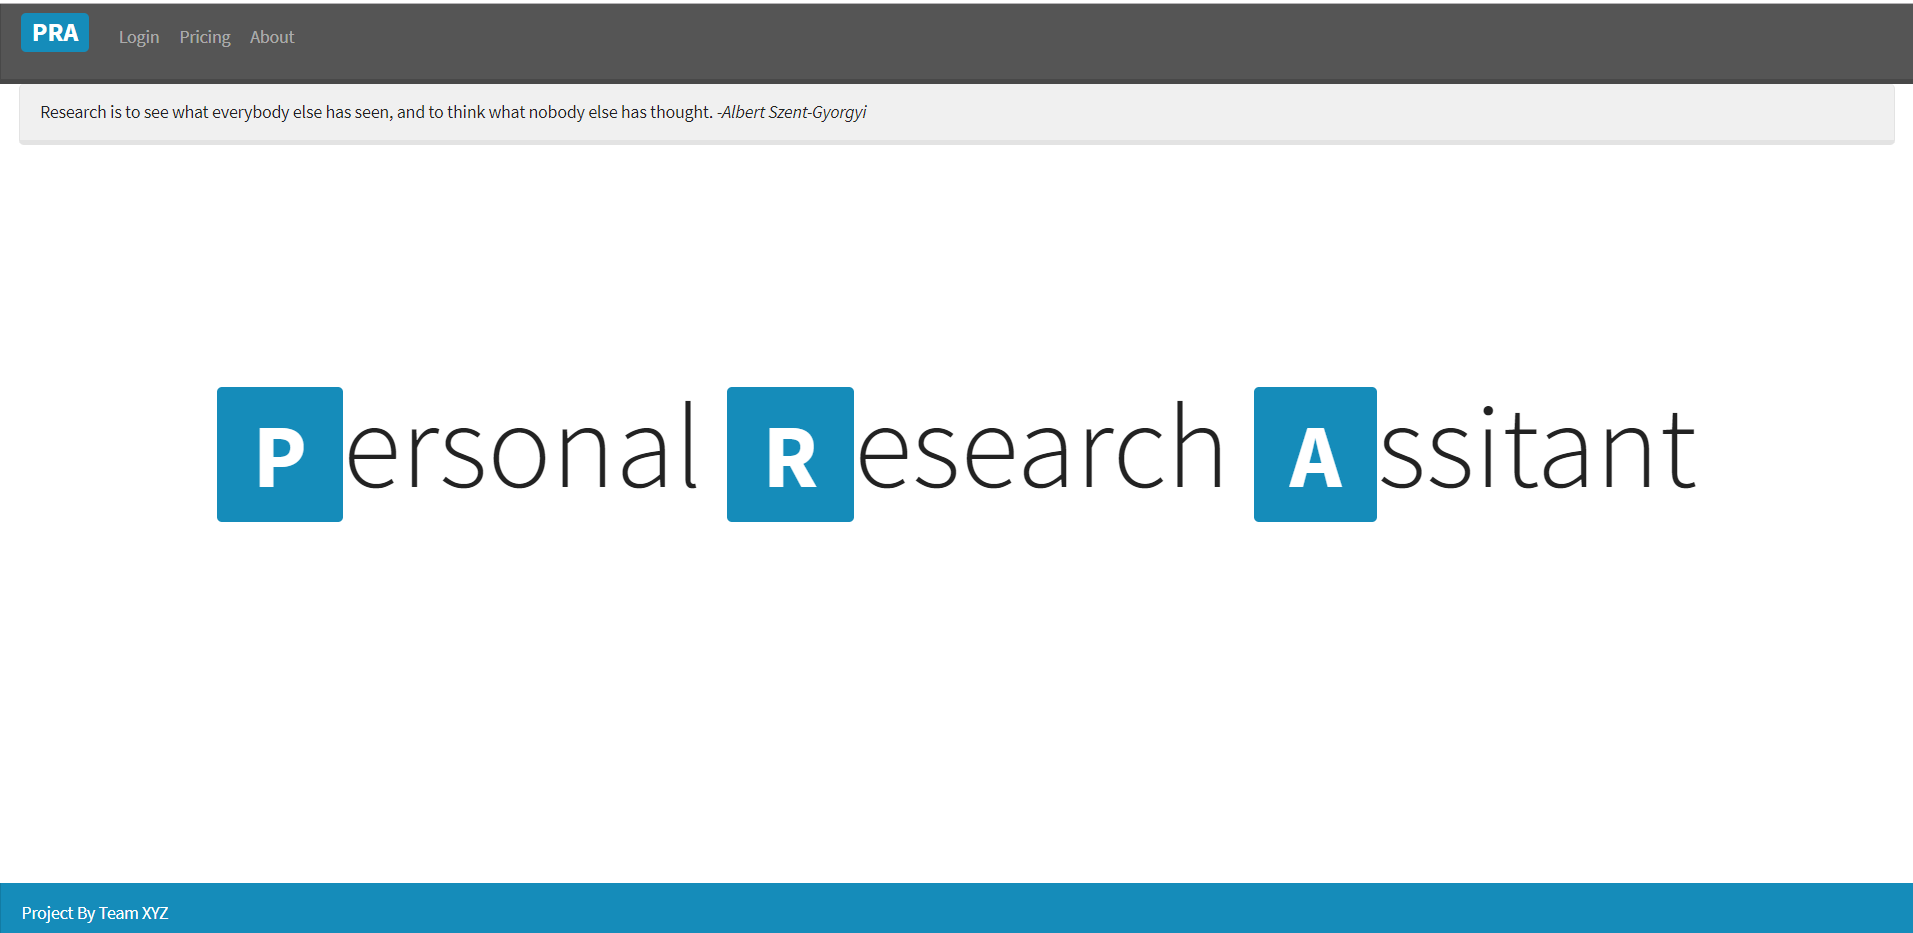 PRA Login Pricing About
Research is to see what everybody else has seen, and to think what nobody else has thought. -Albert Szent-Gyorgyi
Personal Research Assitant
Project By Team XYZ